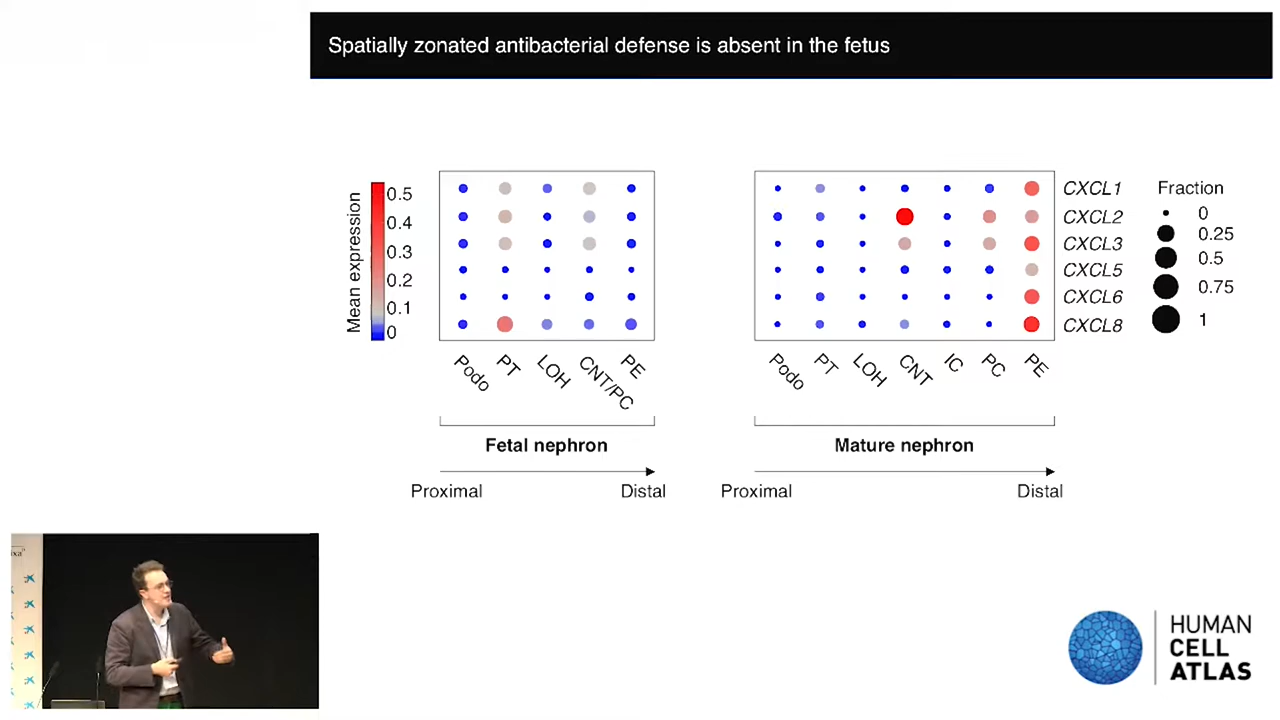 Spatially zonated antibacterial defense is absent in the fetus
Mean expression
0.5
0.4
0.3
0.2
0.1
0
CXCL1
CXCL2
CXCL3
CXCL5
CXCL6
CXCL8
Fraction
0
0.25
0.5
0.75
1
Podo PT LOH CNT/PC PE
Podo PT LOH CNT IC PC PE
Fetal nephron
Mature nephron
Proximal Distal
Proximal Distal
HUMAN
CELL
ATLAS